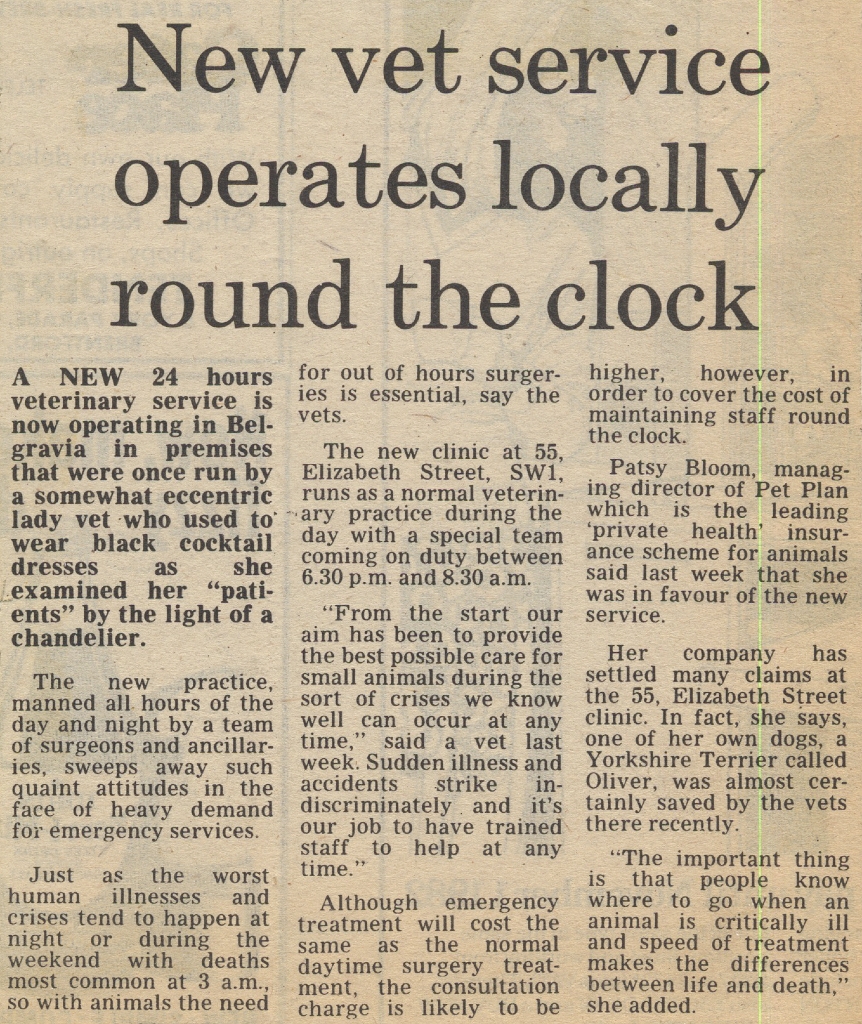 New vet service
operates locally
round the clock
A NEW 24 hours
veterinary service is
now operating in Bel-
gravia in premises
that were once run by
a somewhat eccentric
lady vet who used to
wear black cocktail
dresses as she
examined her “pati-
ents” by the light of a
chandelier.
The new practice,
manned all hours of the
day and night by a team
of surgeons and ancillar-
ies, sweeps away such
quaint attitudes in the
face of heavy demand
for emergency services.
Just as the worst
human illnesses and
crises tend to happen at
night or during the
weekend with deaths
most common at 3 a.m.,
so with animals the need
for out of hours surger-
ies is essential, say the
vets.
The new clinic at 55,
Elizabeth Street, SW1,
runs as a normal veterin-
ary practice during the
day with a special team
coming on duty between
6.30 p.m. and 8.30 a.m.
“From the start our
aim has been to provide
the best possible care for
small animals during the
sort of crises we know
well can occur at any
time,” said a vet last
week. Sudden illness and
accidents strike in-
discriminately and it’s
our job to have trained
staff to help at any
time.”
Although emergency
treatment will cost the
same as the normal
daytime surgery treat-
ment, the consultation
charge is likely to be
higher, however, in
order to cover the cost of
maintaining staff round
the clock.
Patsy Bloom, manag-
ing director of Pet Plan
which is the leading
‘private health’ insur-
ance scheme for animals
said last week that she
was in favour of the new
service.
Her company has
settled many claims at
the 55, Elizabeth Street
clinic. In fact, she says,
one of her own dogs, a
Yorkshire Terrier called
Oliver, was almost cer-
tainly saved by the vets
there recently.
“The important thing
is that people know
where to go when an
animal is critically ill
and speed of treatment
makes the differences
between life and death,”
she added.